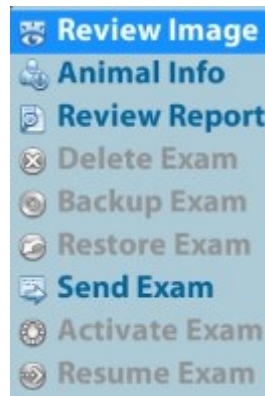 Review Image
Animal Info
Review Report
Delete Exam
Backup Exam
Restore Exam
Send Exam
Activate Exam
Resume Exam